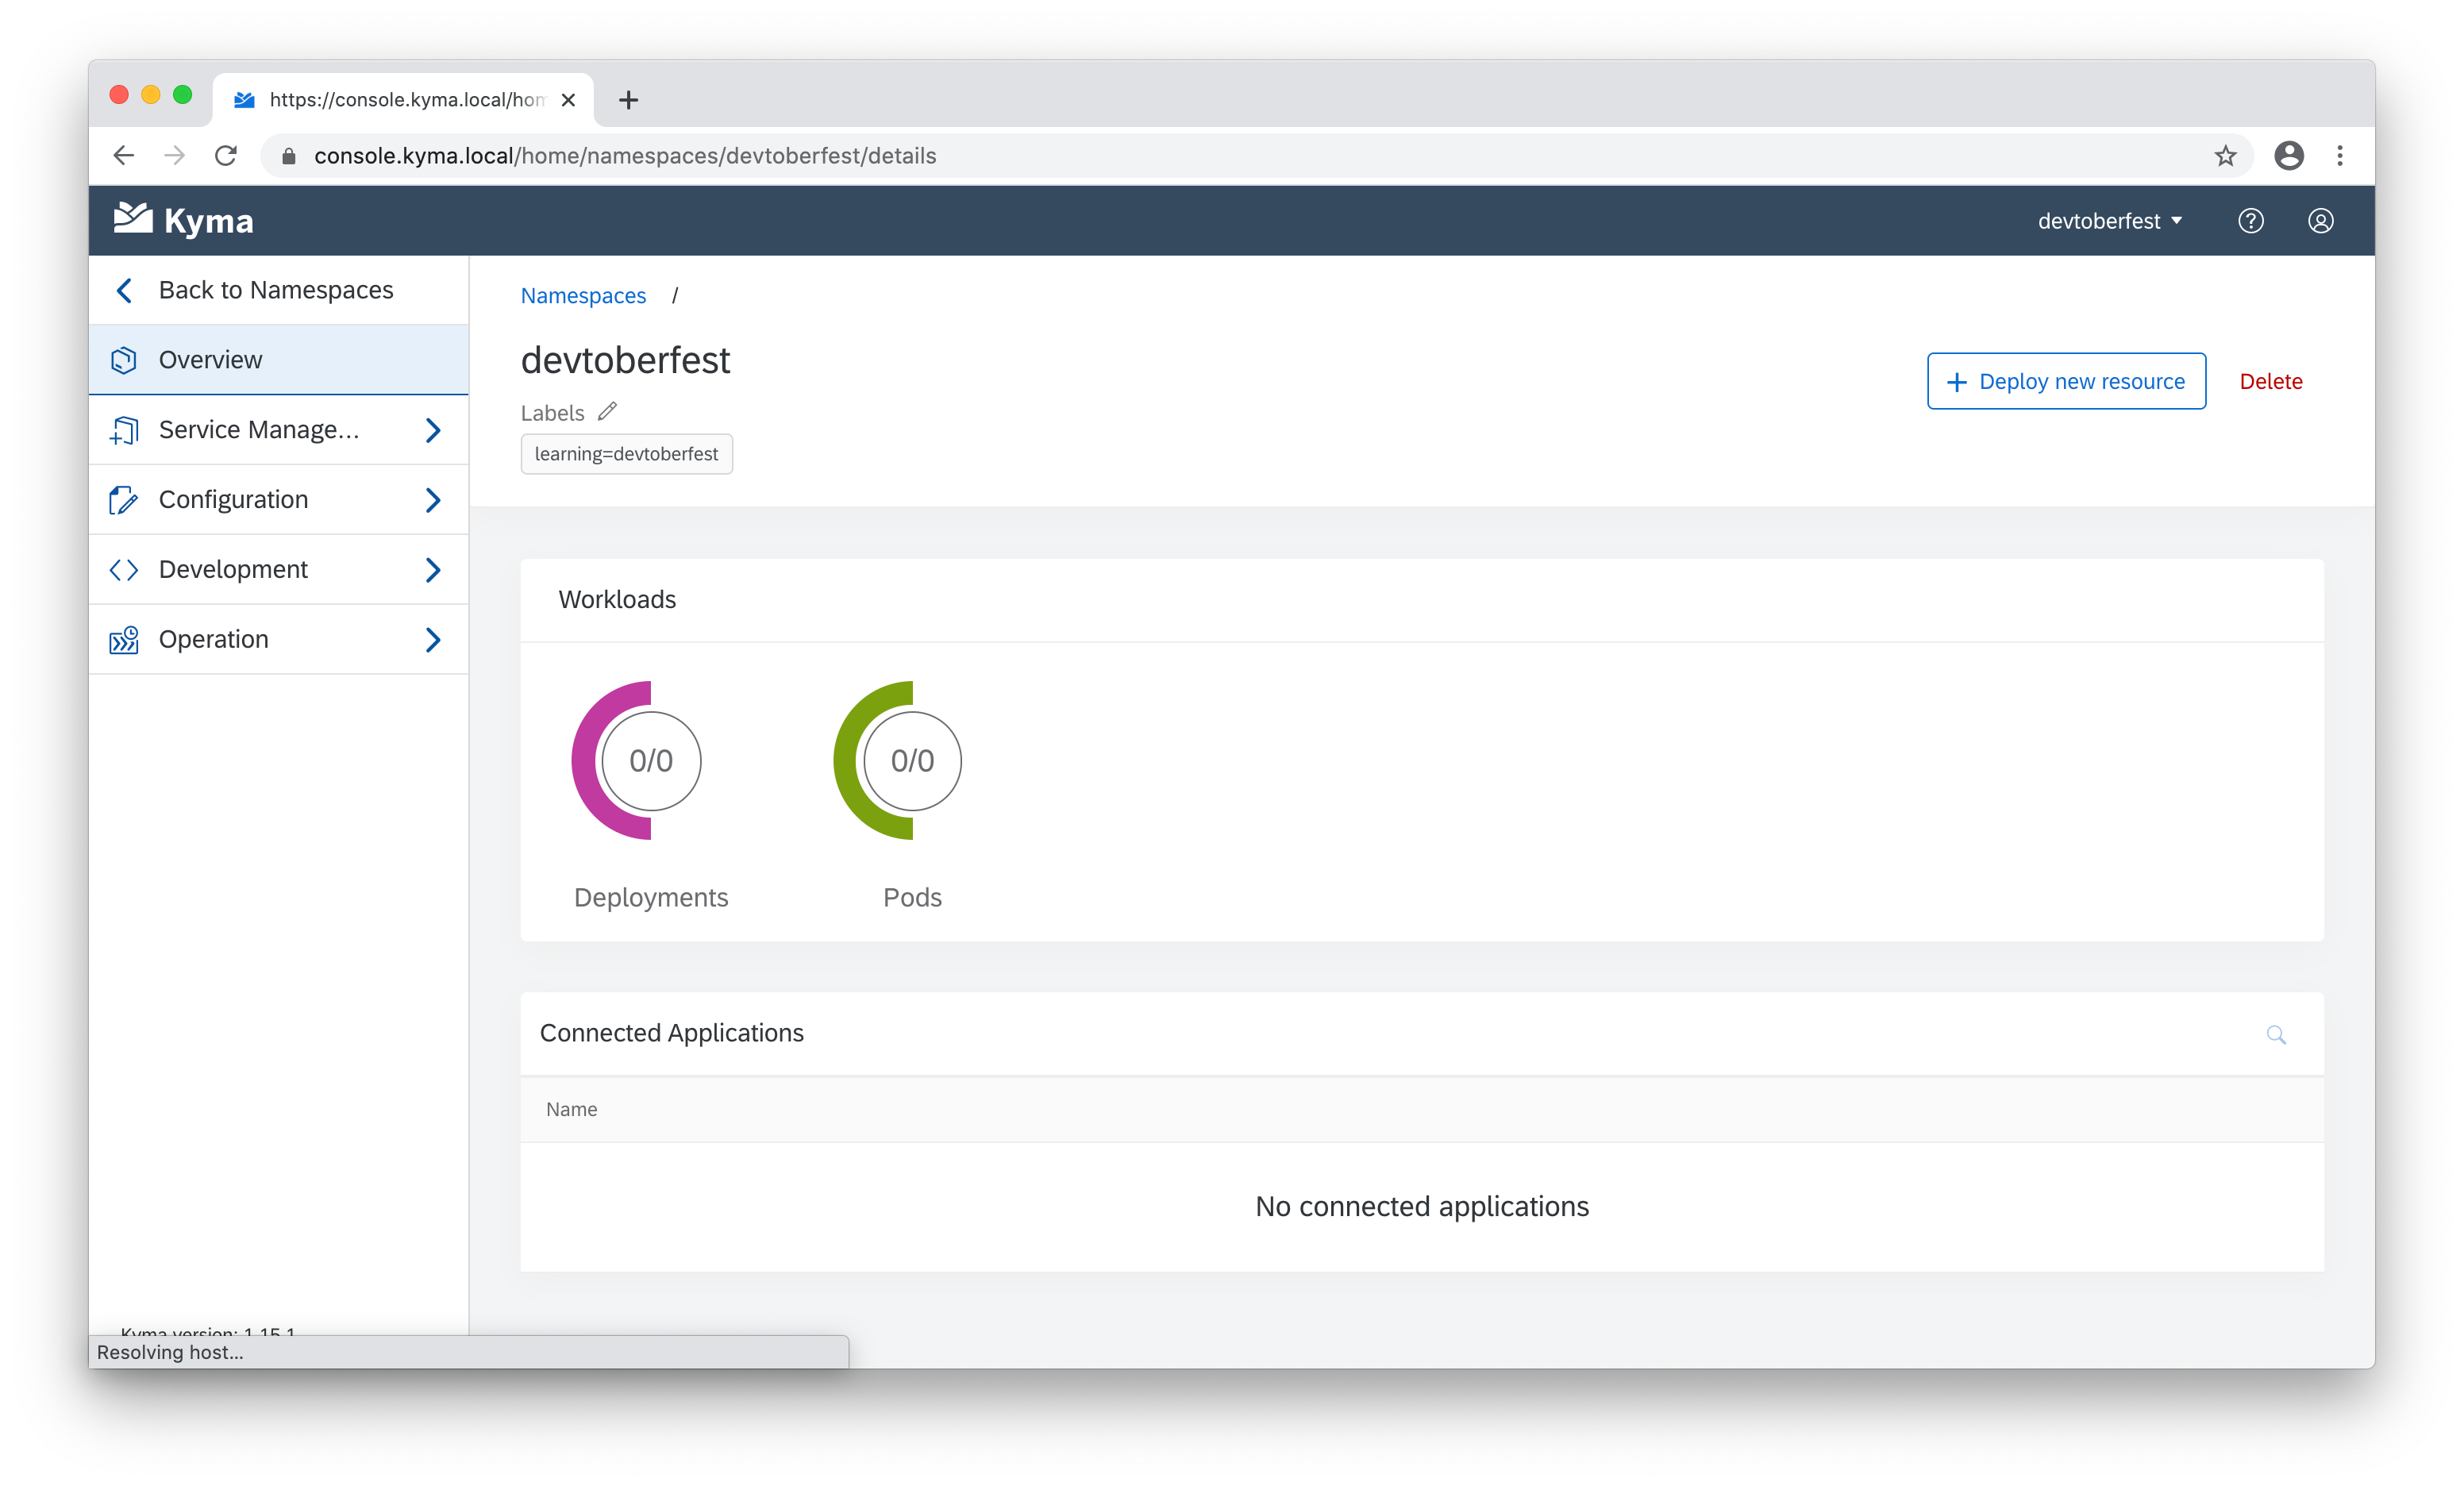 https://console.kyma.local/hom
console.kyma.local/home/namespaces/devtoberfest/details
Kyma
devtoberfest
Back to Namespaces
Overview
Service Manage...
Configuration
Development
Operation
Namespaces /
devtoberfest
Labels
learning=devtoberfest
+ Deploy new resource
Delete
Workloads
0/0
0/0
Deployments
Pods
Connected Applications
Name
No connected applications
Kyma version: 1.15.1
Resolving host...